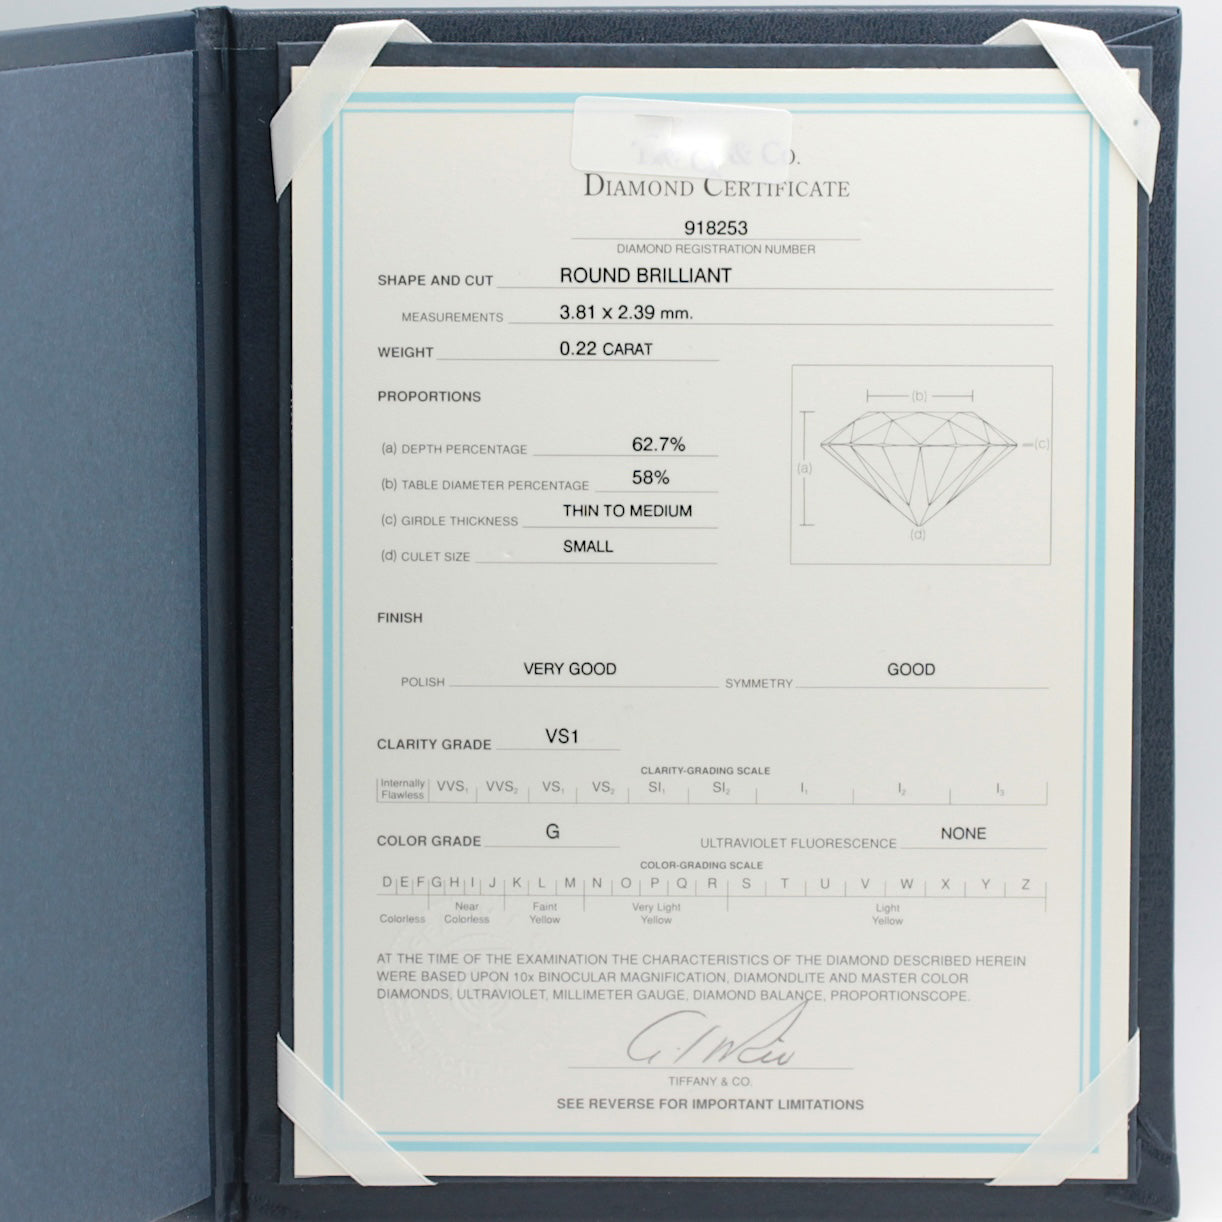 & Co.
DIAMOND CERTIFICATE
918253
DIAMOND REGISTRATION NUMBER
SHAPE AND CUT ROUND BRILLIANT
MEASUREMENTS 3.81 x 2.39 mm.
WEIGHT 0.22 CARAT
PROPORTIONS
(a) DEPTH PERCENTAGE 62.7%
(b) TABLE DIAMETER PERCENTAGE 58%
(c) GIRDLE THICKNESS THIN TO MEDIUM
(d) CULET SIZE SMALL
(b)
(a)
(c)
(d)
FINISH
POLISH VERY GOOD SYMMETRY GOOD
CLARITY GRADE VS1
CLARITY-GRADING SCALE
Internally Flawless VVS₁ VVS₂ VS₁ VS₂ SI₁ SI₂ I₁ I₂ I₃
COLOR GRADE G ULTRAVIOLET FLUORESCENCE NONE
COLOR-GRADING SCALE
D E F G H I J K L M N O P Q R S T U V W X Y Z
Colorless Near Colorless Faint Yellow Very Light Yellow Light Yellow
AT THE TIME OF THE EXAMINATION THE CHARACTERISTICS OF THE DIAMOND DESCRIBED HEREIN
WERE BASED UPON 10x BINOCULAR MAGNIFICATION, DIAMONDLITE AND MASTER COLOR
DIAMONDS, ULTRAVIOLET, MILLIMETER GAUGE, DIAMOND BALANCE, PROPORTIONSCOPE.
TIFFANY & CO.
SEE REVERSE FOR IMPORTANT LIMITATIONS